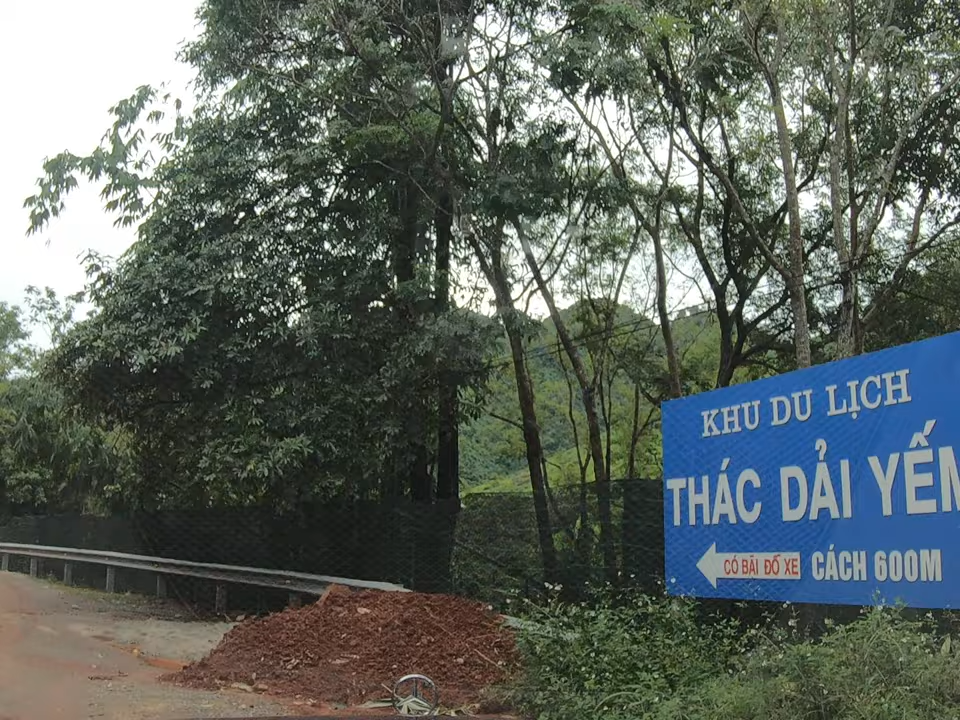 KHU DU LỊCH
THÁC DẢI YẾM
CÓ BÃI ĐỖ XE CÁCH 600M